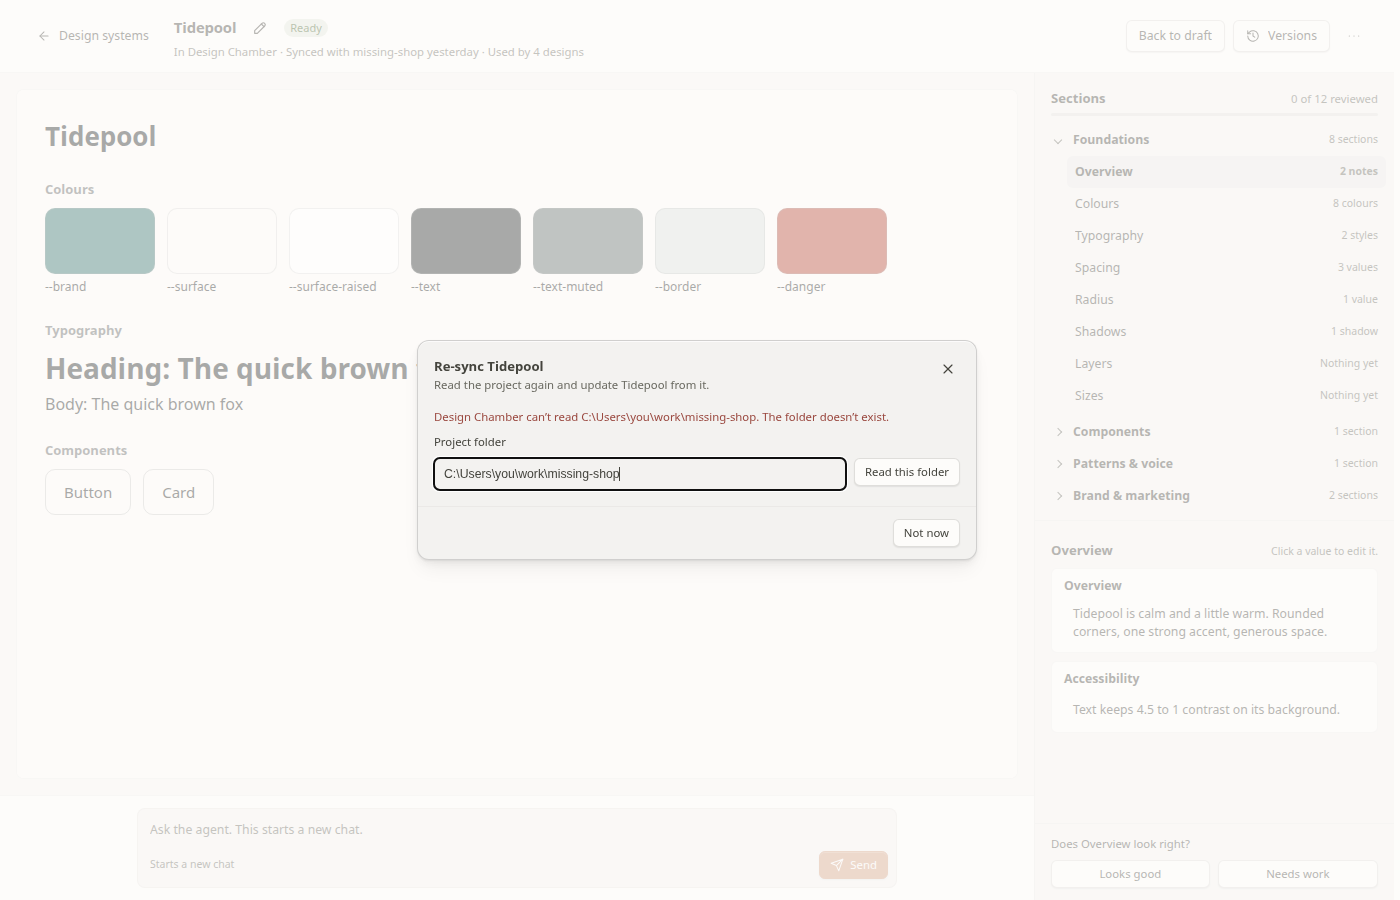 Design systems
Tidepool
Ready
In Design Chamber · Synced with missing-shop yesterday · Used by 4 designs
Back to draft
Versions
Tidepool
Colours
--brand
--surface
--surface-raised
--text
--text-muted
--border
--danger
Typography
Heading: The quick brown
Body: The quick brown fox
Components
Button
Card
Re-sync Tidepool
Read the project again and update Tidepool from it.
Design Chamber can’t read C:\Users\you\work\missing-shop. The folder doesn’t exist.
Project folder
C:\Users\you\work\missing-shop
Read this folder
Not now
Ask the agent. This starts a new chat.
Starts a new chat
Send
Sections
0 of 12 reviewed
Foundations
8 sections
Overview
2 notes
Colours
8 colours
Typography
2 styles
Spacing
3 values
Radius
1 value
Shadows
1 shadow
Layers
Nothing yet
Sizes
Nothing yet
Components
1 section
Patterns & voice
1 section
Brand & marketing
2 sections
Overview
Click a value to edit it.
Overview
Tidepool is calm and a little warm. Rounded
corners, one strong accent, generous space.
Accessibility
Text keeps 4.5 to 1 contrast on its background.
Does Overview look right?
Looks good
Needs work